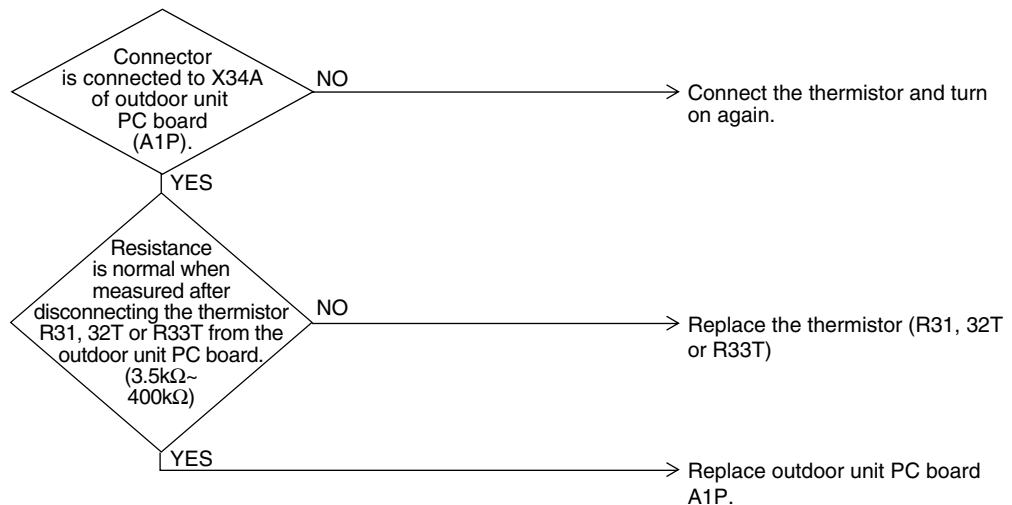 Connector
is connected to X34A
of outdoor unit
PC board
(A1P).
NO
Connect the thermistor and turn
on again.
YES
Resistance
is normal when
measured after
disconnecting the thermistor
R31, 32T or R33T from the
outdoor unit PC board.
(3.5kΩ~
400kΩ)
NO
Replace the thermistor (R31, 32T
or R33T)
YES
Replace outdoor unit PC board
A1P.